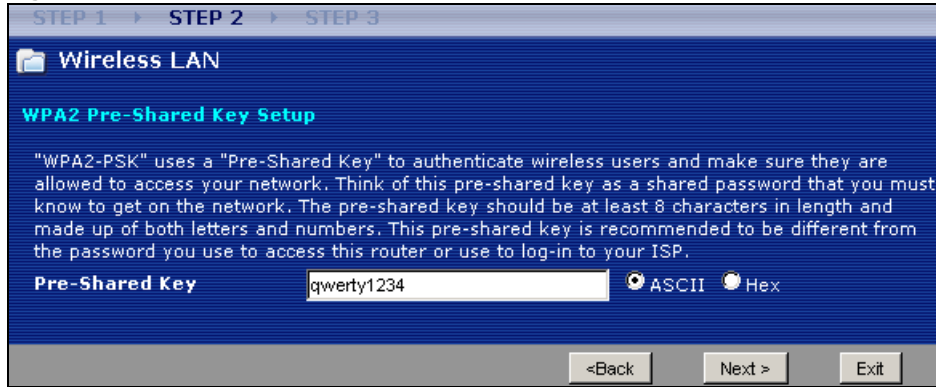 STEP 1 › STEP 2 › STEP 3
Wireless LAN
WPA2 Pre-Shared Key Setup
"WPA2-PSK" uses a "Pre-Shared Key" to authenticate wireless users and make sure they are
allowed to access your network. Think of this pre-shared key as a shared password that you must
know to get on the network. The pre-shared key should be at least 8 characters in length and
made up of both letters and numbers. This pre-shared key is recommended to be different from
the password you use to access this router or use to log-in to your ISP.
Pre-Shared Key qwerty1234 ASCII Hex
<Back Next > Exit